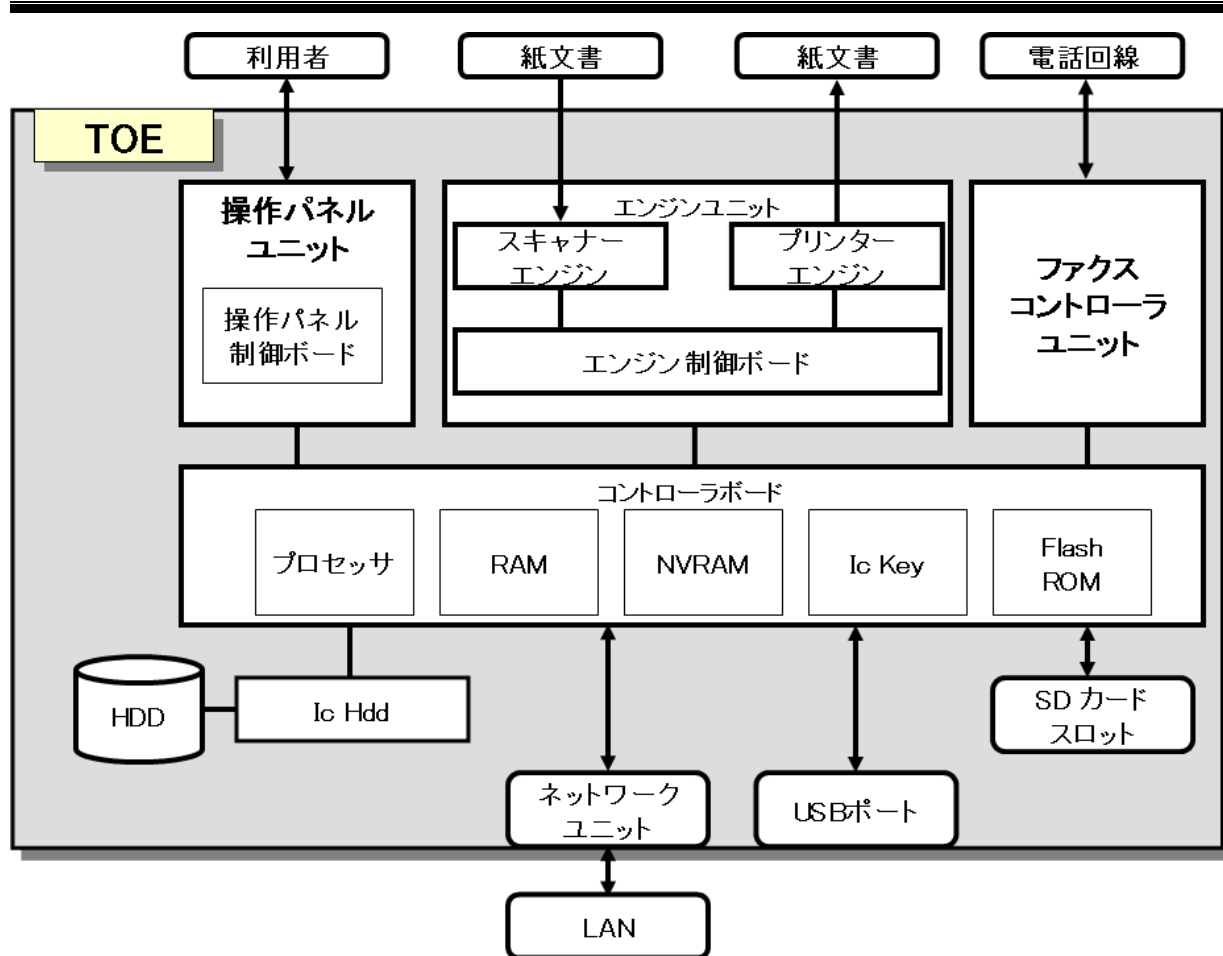 利用者
紙文書
紙文書
電話回線
TOE
操作パネル
ユニット
操作パネル
制御ボード
エンジンユニット
スキャナー
エンジン
プリンター
エンジン
エンジン制御ボード
ファクス
コントローラ
ユニット
コントローラボード
プロセッサ
RAM
NVRAM
Ic Key
Flash
ROM
HDD
Ic Hdd
SD カード
スロット
ネットワーク
ユニット
USBポート
LAN